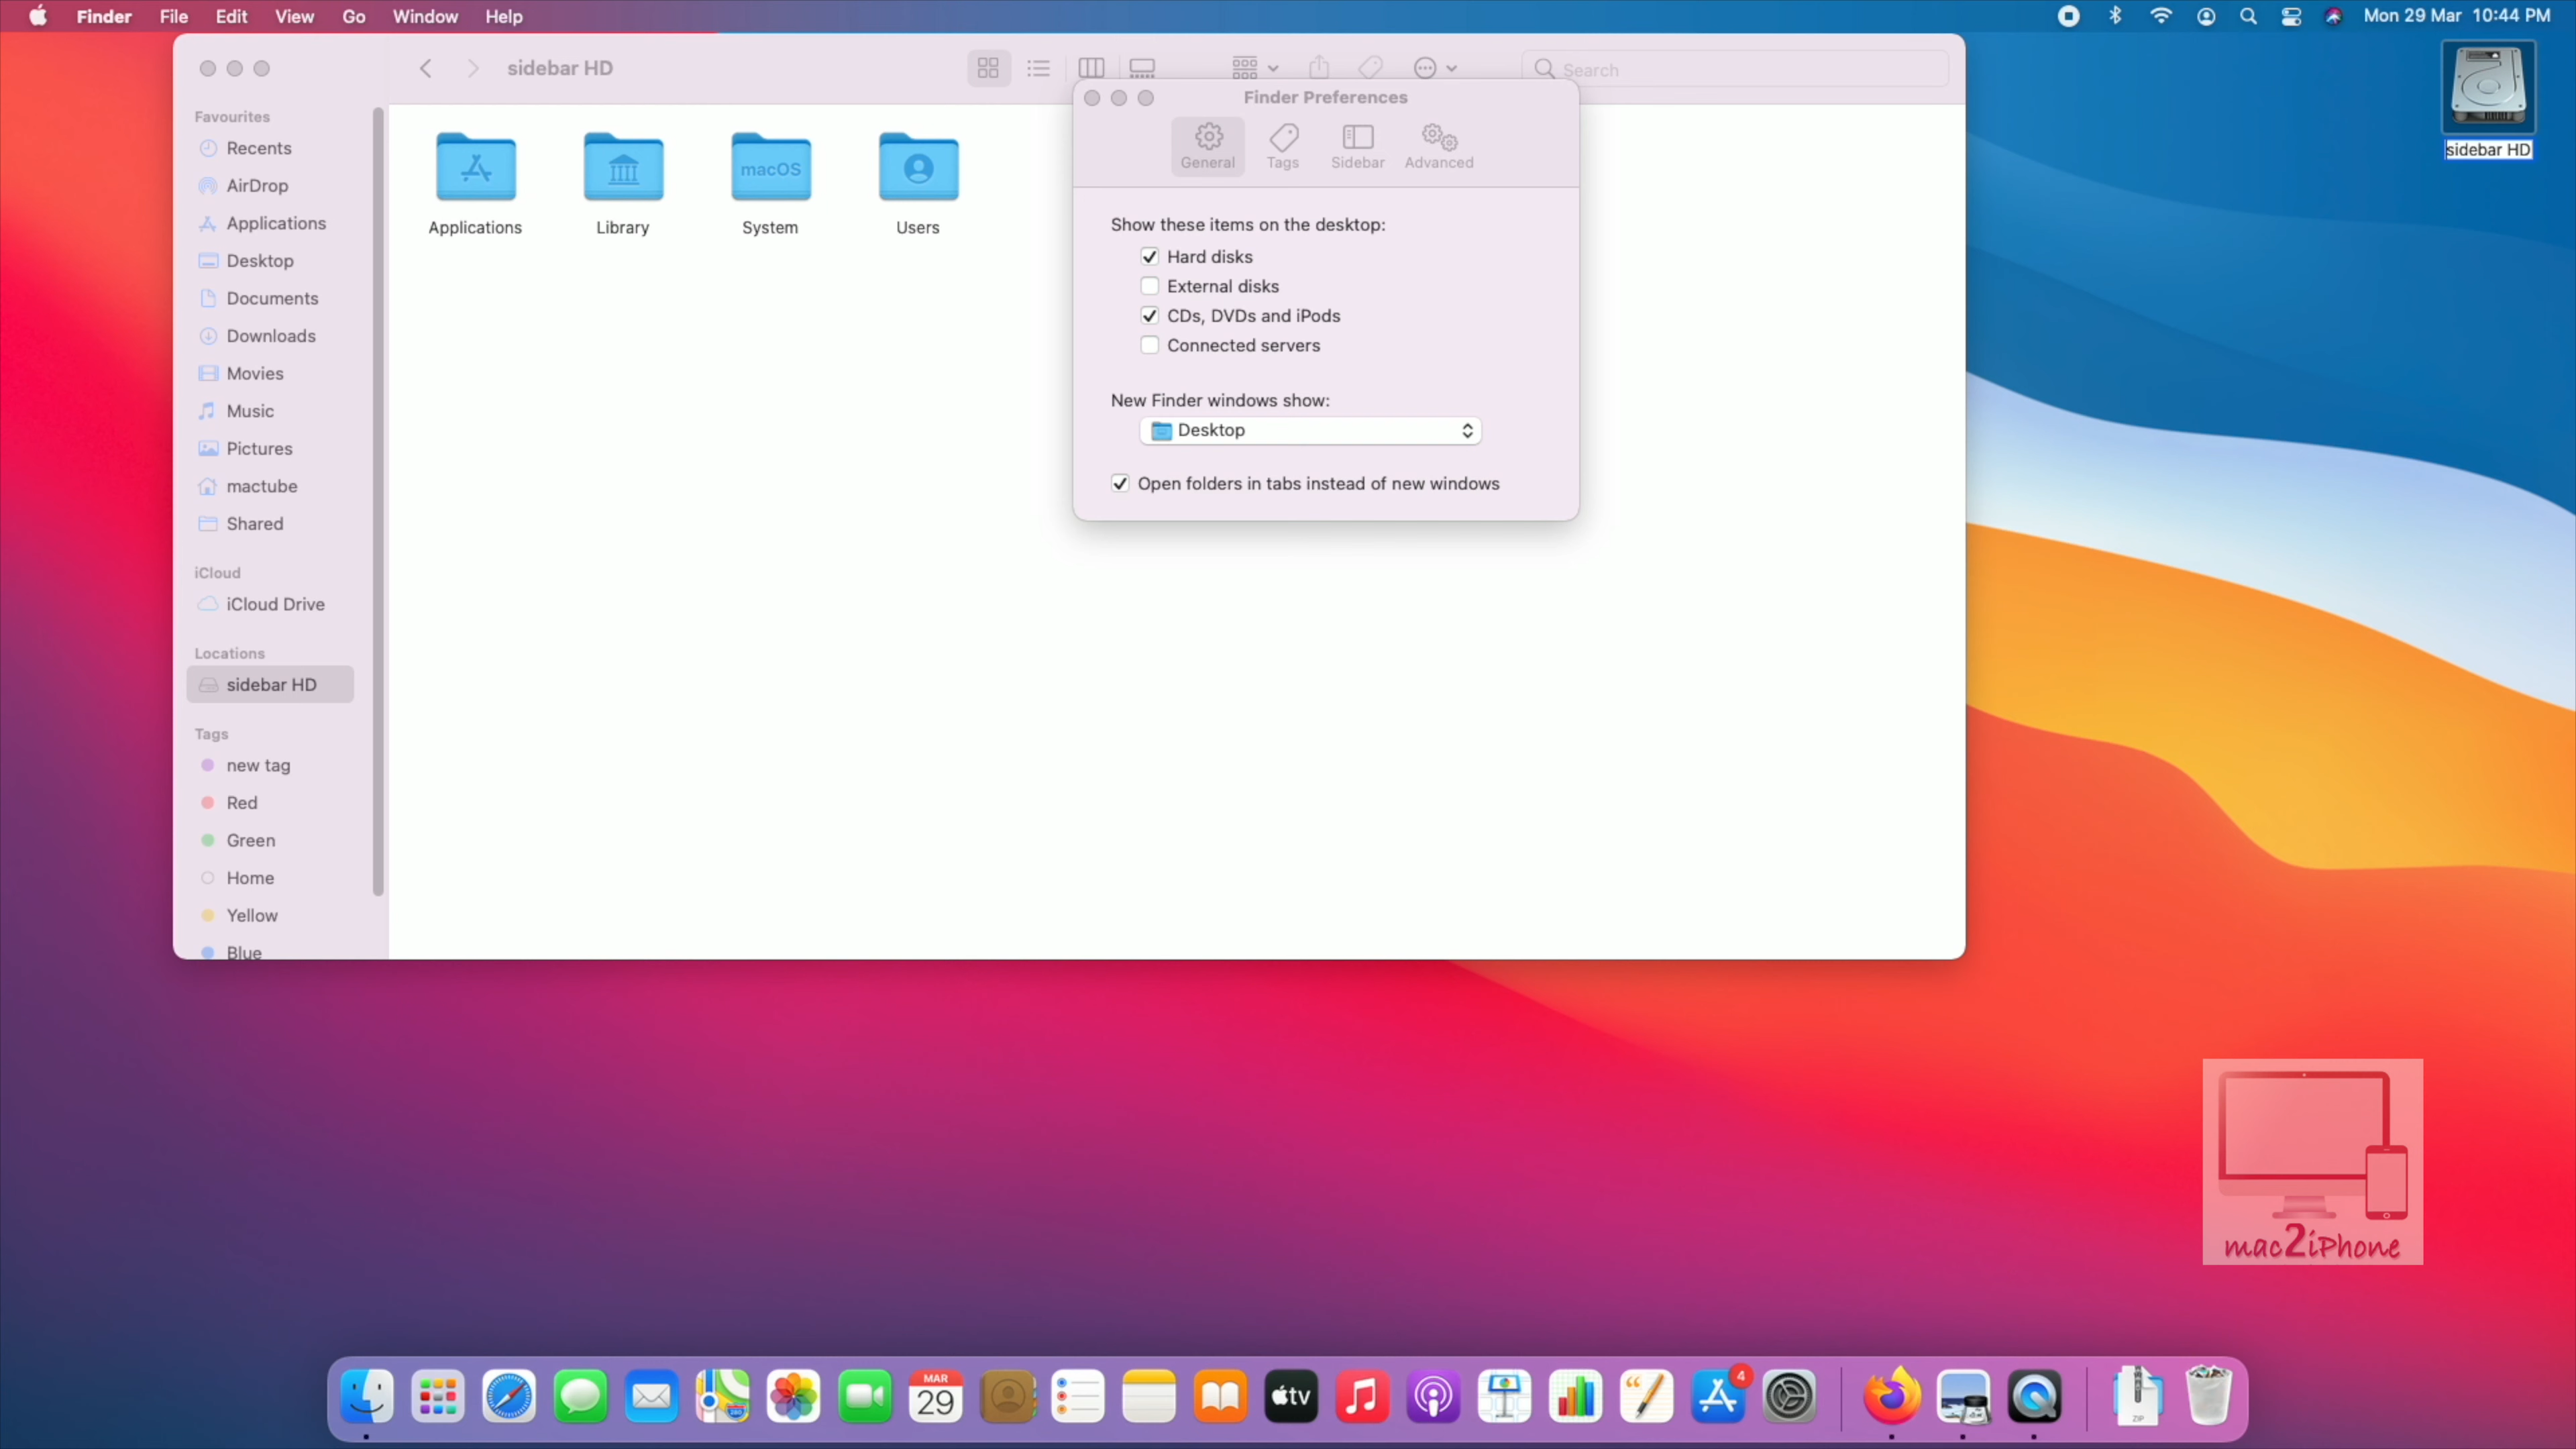 Finder File Edit View Go Window Help Mon 29 Mar 10:44 PM
sidebar HD
Search
sidebar HD
Favourites
Recents
AirDrop
Applications
Desktop
Documents
Downloads
Movies
Music
Pictures
mactube
Shared
iCloud
iCloud Drive
Locations
sidebar HD
Tags
new tag
Red
Green
Home
Yellow
Blue
macOS
Applications Library System Users
Finder Preferences
General Tags Sidebar Advanced
Show these items on the desktop:
Hard disks
External disks
CDs, DVDs and iPods
Connected servers
New Finder windows show:
Desktop
Open folders in tabs instead of new windows
mac2iPhone
MAR
29
tv
4
ZIP